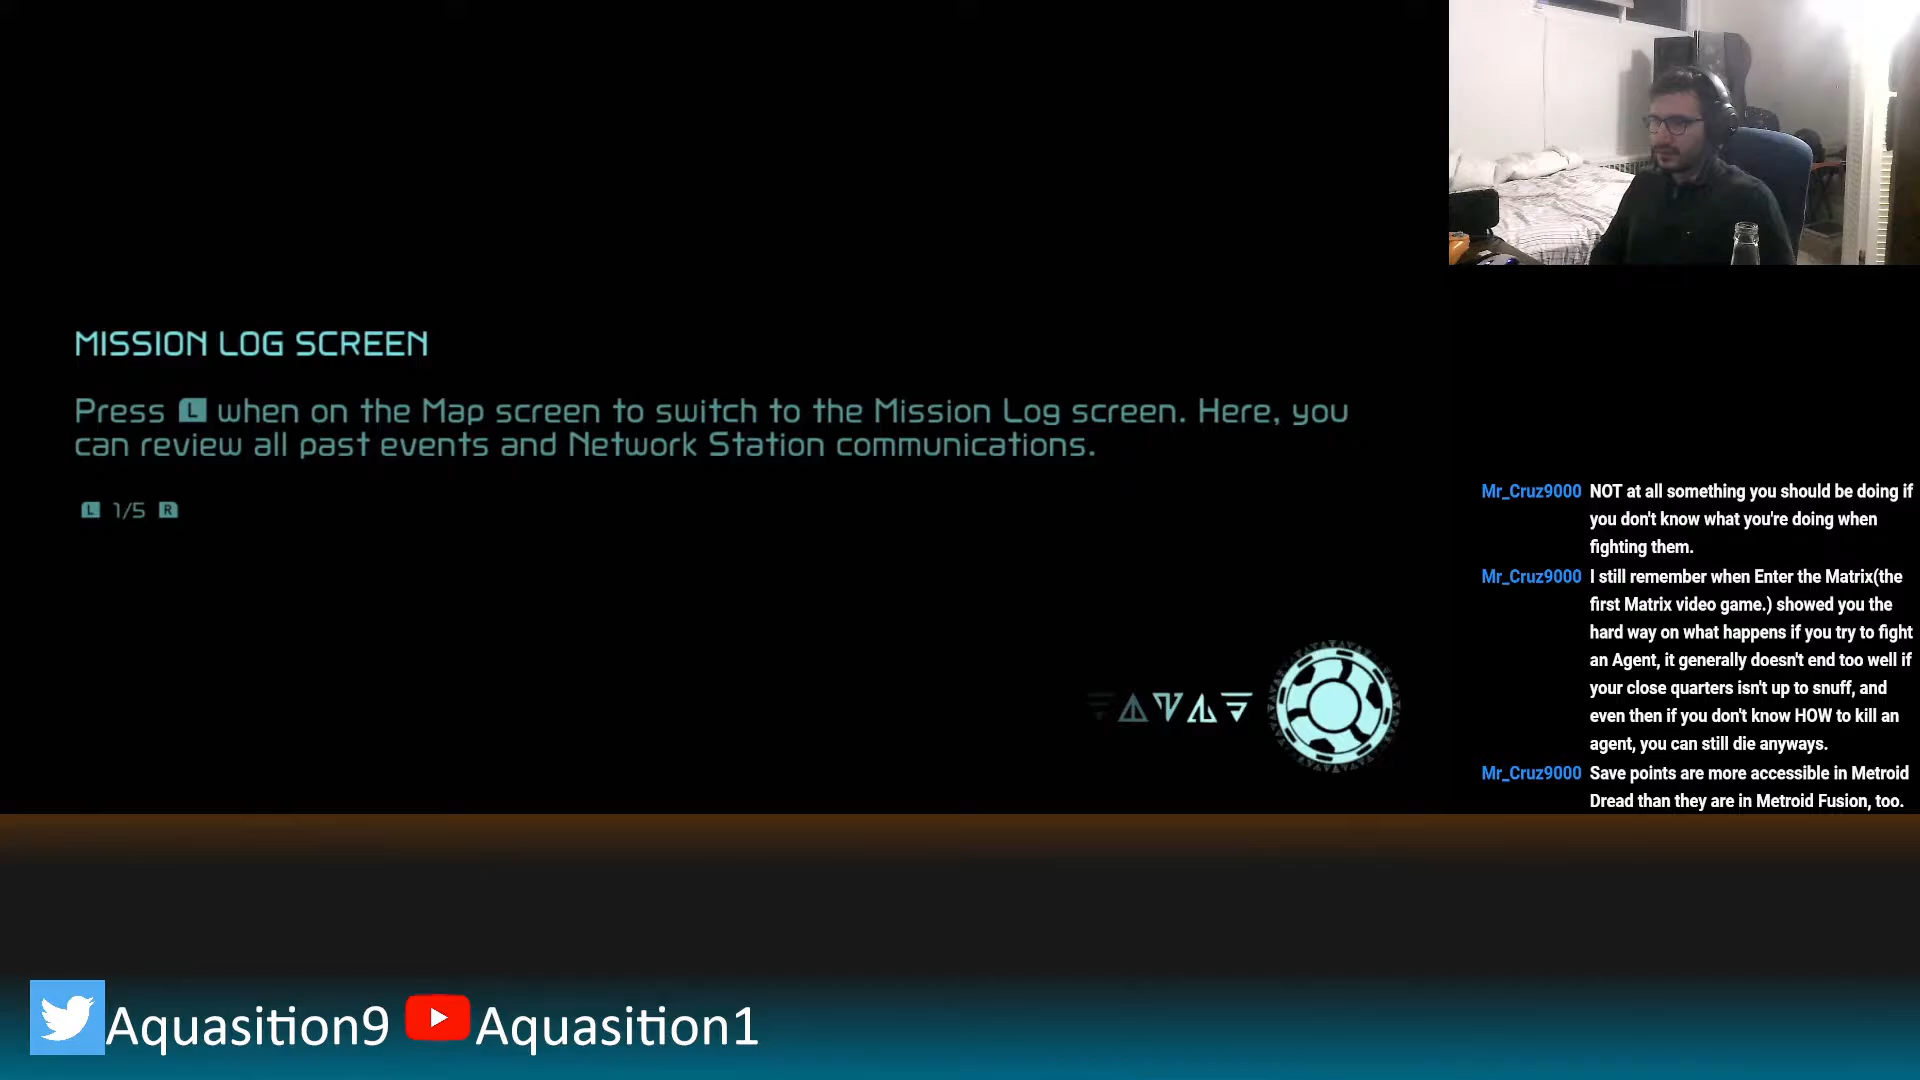 MISSION LOG SCREEN
Press L when on the Map screen to switch to the Mission Log screen. Here, you
can review all past events and Network Station communications.
L 1/5 R
Mr_Cruz9000 NOT at all something you should be doing if
you don't know what you're doing when
fighting them.
Mr_Cruz9000 I still remember when Enter the Matrix(the
first Matrix video game.) showed you the
hard way on what happens if you try to fight
an Agent, it generally doesn't end too well if
your close quarters isn't up to snuff, and
even then if you don't know HOW to kill an
agent, you can still die anyways.
Mr_Cruz9000 Save points are more accessible in Metroid
Dread than they are in Metroid Fusion, too.
Aquasition9 Aquasition1